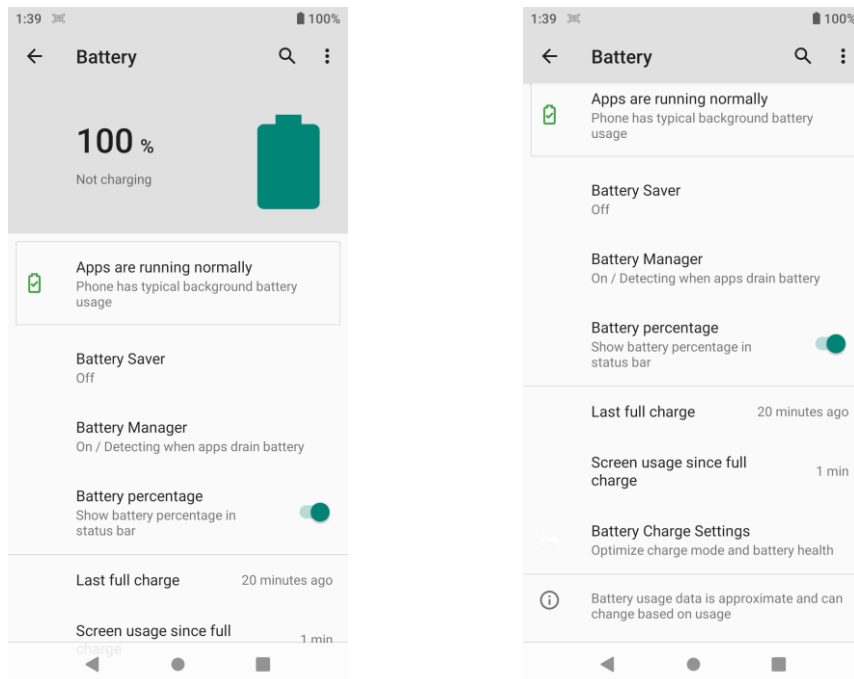 1:39 100%
Battery
100 %
Not charging
Apps are running normally
Phone has typical background battery
usage
Battery Saver
Off
Battery Manager
On / Detecting when apps drain battery
Battery percentage
Show battery percentage in
status bar
Last full charge 20 minutes ago
Screen usage since full
charge 1 min
1:39 100%
Battery
Apps are running normally
Phone has typical background battery
usage
Battery Saver
Off
Battery Manager
On / Detecting when apps drain battery
Battery percentage
Show battery percentage in
status bar
Last full charge 20 minutes ago
Screen usage since full
charge 1 min
Battery Charge Settings
Optimize charge mode and battery health
Battery usage data is approximate and can
change based on usage